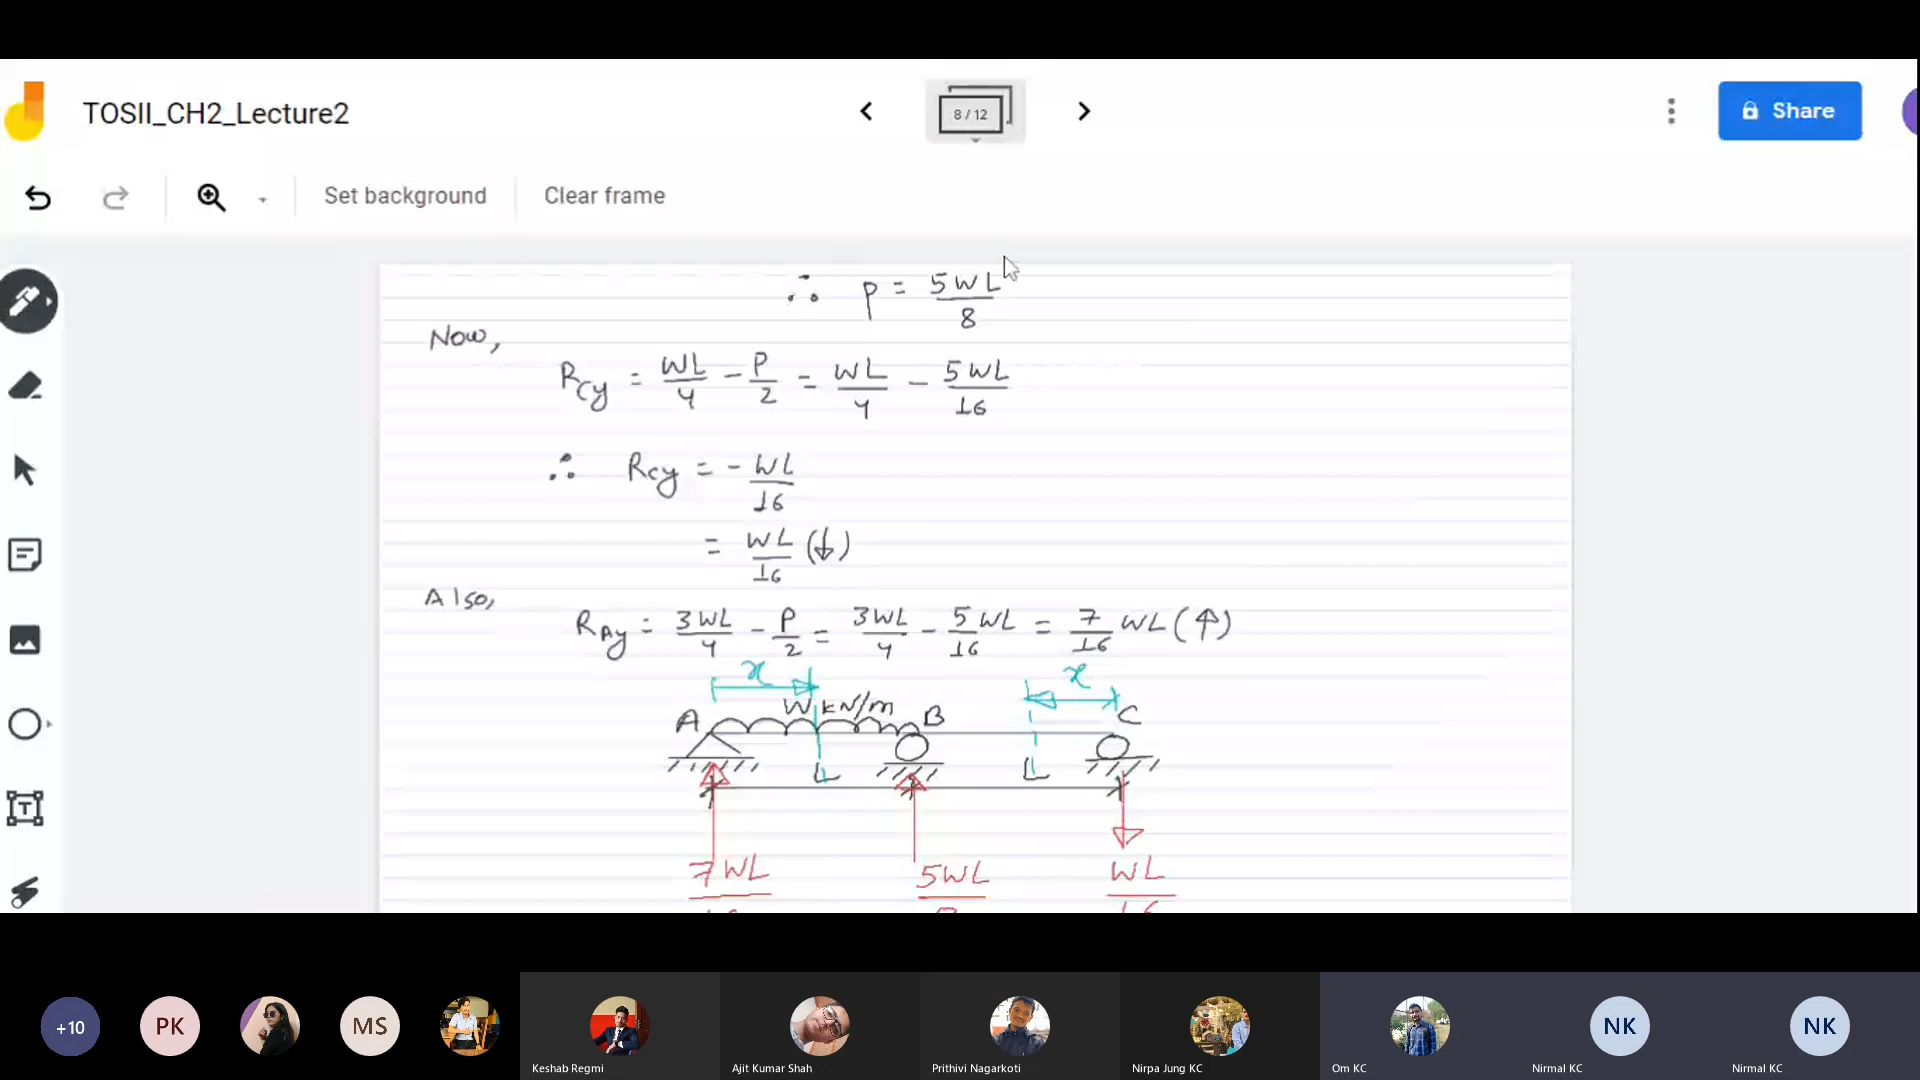 TOSII_CH2_Lecture2
8 / 12
Share
Set background
Clear frame
∴ P = 5WL/8
Now,
RCy = WL/4 - P/2 = WL/4 - 5WL/16
∴ RCy = - WL/16
= WL/16 (↓)
Also,
RAy = 3WL/4 - P/2 = 3WL/4 - 5WL/16 = 7/16 WL (↑)
x x
A W kN/m B C
L L
7WL 5WL WL
+10
PK
MS
Keshab Regmi
Ajit Kumar Shah
Prithivi Nagarkoti
Nirpa Jung KC
Om KC
NK
Nirmal KC
NK
Nirmal KC